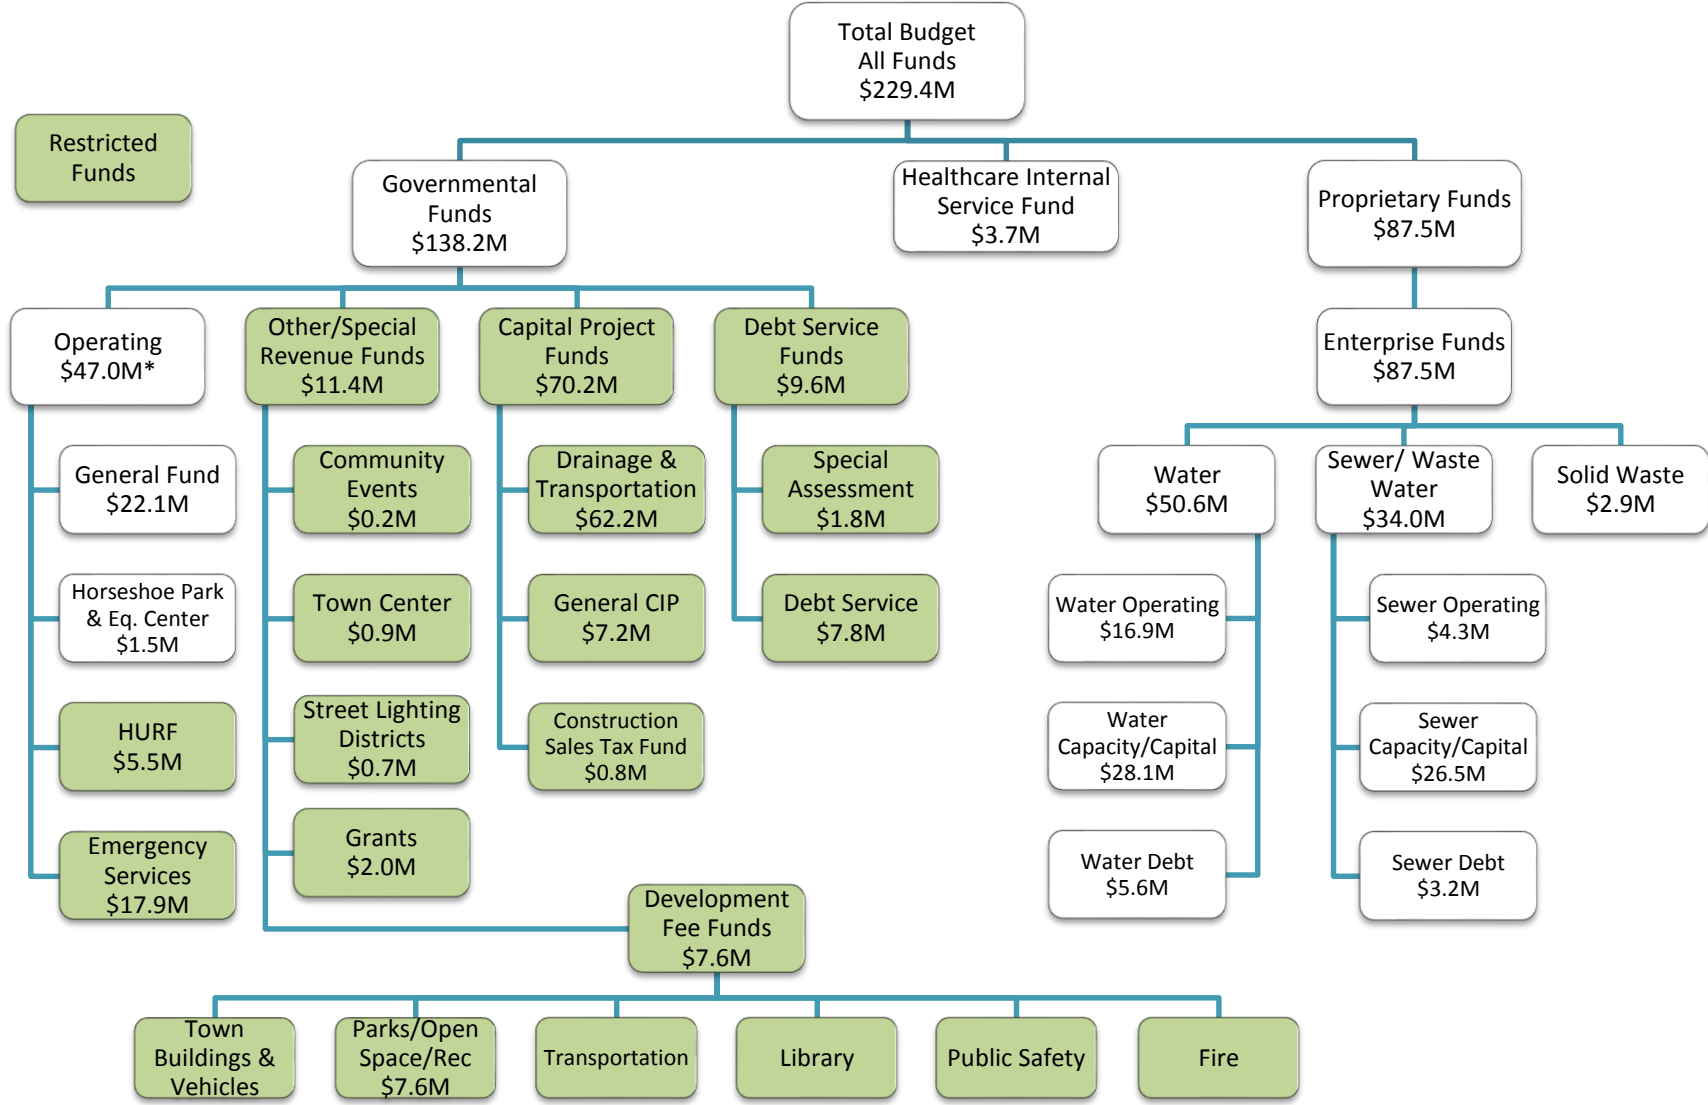 Total Budget
All Funds
$229.4M
Restricted
Funds
Governmental
Funds
$138.2M
Healthcare Internal
Service Fund
$3.7M
Proprietary Funds
$87.5M
Operating
$47.0M*
Other/Special
Revenue Funds
$11.4M
Capital Project
Funds
$70.2M
Debt Service
Funds
$9.6M
Enterprise Funds
$87.5M
General Fund
$22.1M
Community
Events
$0.2M
Drainage &
Transportation
$62.2M
Special
Assessment
$1.8M
Water
$50.6M
Sewer/ Waste
Water
$34.0M
Solid Waste
$2.9M
Horseshoe Park
& Eq. Center
$1.5M
Town Center
$0.9M
General CIP
$7.2M
Debt Service
$7.8M
Water Operating
$16.9M
Sewer Operating
$4.3M
HURF
$5.5M
Street Lighting
Districts
$0.7M
Construction
Sales Tax Fund
$0.8M
Water
Capacity/Capital
$28.1M
Sewer
Capacity/Capital
$26.5M
Emergency
Services
$17.9M
Grants
$2.0M
Water Debt
$5.6M
Sewer Debt
$3.2M
Development
Fee Funds
$7.6M
Town
Buildings &
Vehicles
Parks/Open
Space/Rec
$7.6M
Transportation
Library
Public Safety
Fire